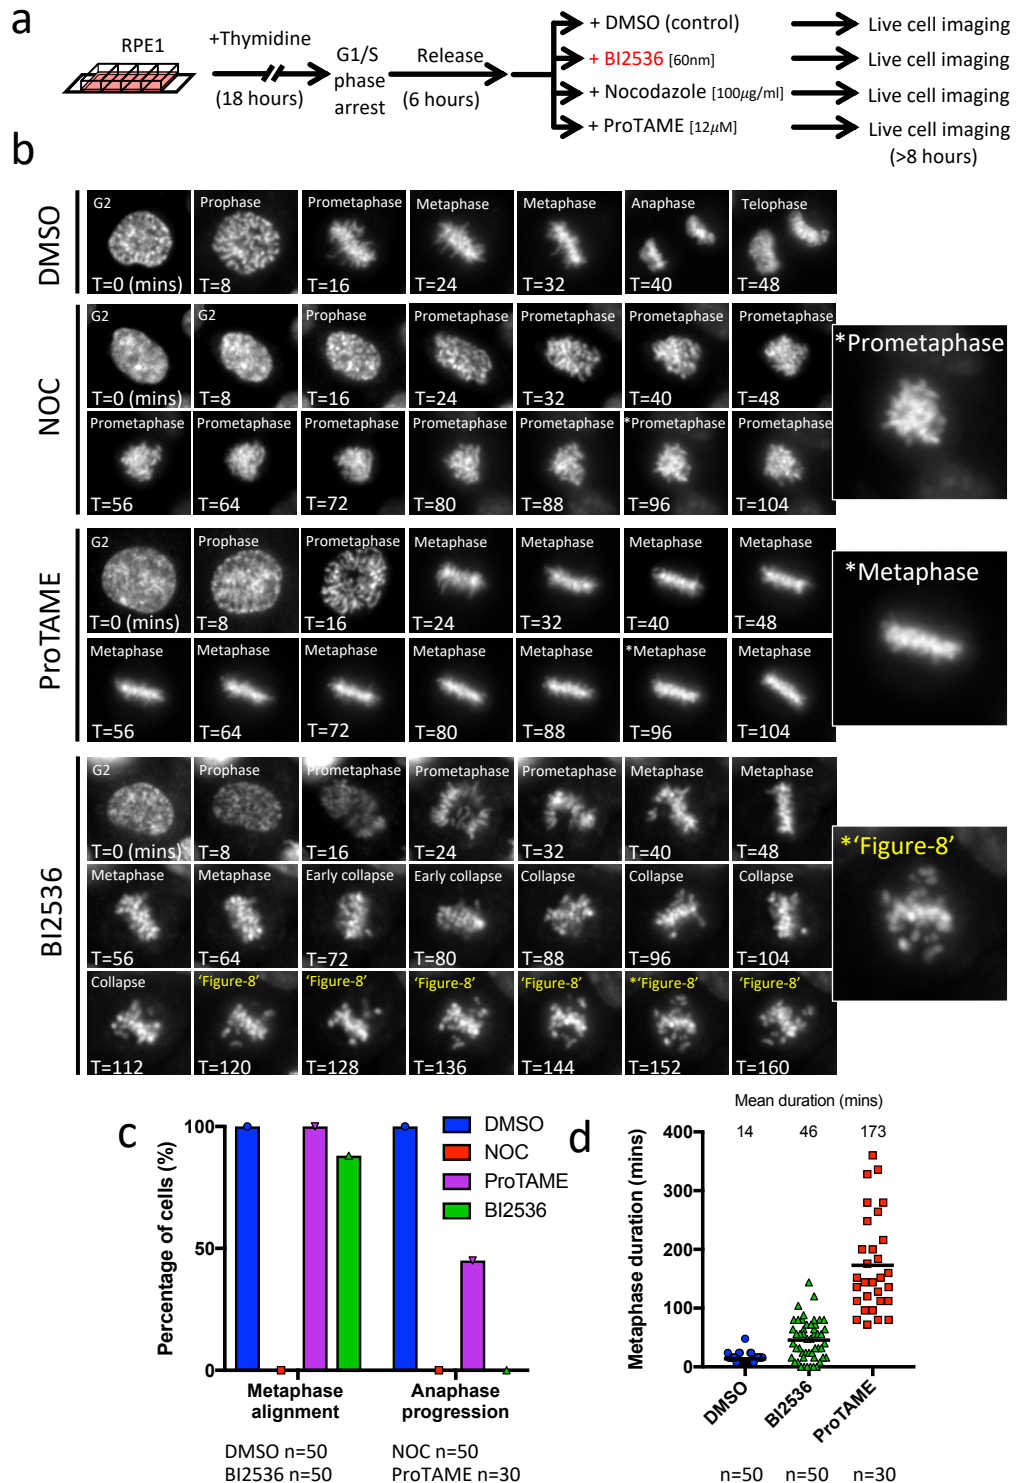 a
RPE1
+Thymidine
(18 hours)
G1/S
phase
arrest
Release
(6 hours)
+ DMSO (control)
Live cell imaging
+ BI2536 [60nm]
Live cell imaging
+ Nocodazole [100µg/ml]
Live cell imaging
+ ProTAME [12µM]
Live cell imaging
(>8 hours)
b
DMSO
G2
Prophase
Prometaphase
Metaphase
Metaphase
Anaphase
Telophase
T=0 (mins)
T=8
T=16
T=24
T=32
T=40
T=48
NOC
G2
G2
Prophase
Prometaphase
Prometaphase
Prometaphase
Prometaphase
T=0 (mins)
T=8
T=16
T=24
T=32
T=40
T=48
Prometaphase
Prometaphase
Prometaphase
Prometaphase
Prometaphase
*Prometaphase
Prometaphase
T=56
T=64
T=72
T=80
T=88
T=96
T=104
*Prometaphase
ProTAME
G2
Prophase
Prometaphase
Metaphase
Metaphase
Metaphase
Metaphase
T=0 (mins)
T=8
T=16
T=24
T=32
T=40
T=48
Metaphase
Metaphase
Metaphase
Metaphase
Metaphase
*Metaphase
Metaphase
T=56
T=64
T=72
T=80
T=88
T=96
T=104
*Metaphase
BI2536
G2
Prophase
Prometaphase
Prometaphase
Prometaphase
Metaphase
Metaphase
T=0 (mins)
T=8
T=16
T=24
T=32
T=40
T=48
Metaphase
Metaphase
Early collapse
Early collapse
Collapse
Collapse
Collapse
T=56
T=64
T=72
T=80
T=88
T=96
T=104
Collapse
'Figure-8'
'Figure-8'
'Figure-8'
'Figure-8'
*'Figure-8'
'Figure-8'
T=112
T=120
T=128
T=136
T=144
T=152
T=160
*'Figure-8'
c
Percentage of cells (%)
100
50
0
DMSO
NOC
ProTAME
BI2536
Metaphase
alignment
Anaphase
progression
DMSO n=50
NOC n=50
BI2536 n=50
ProTAME n=30
d
Mean duration (mins)
14
46
173
Metaphase duration (mins)
400
300
200
100
0
DMSO
BI2536
ProTAME
n=50
n=50
n=30